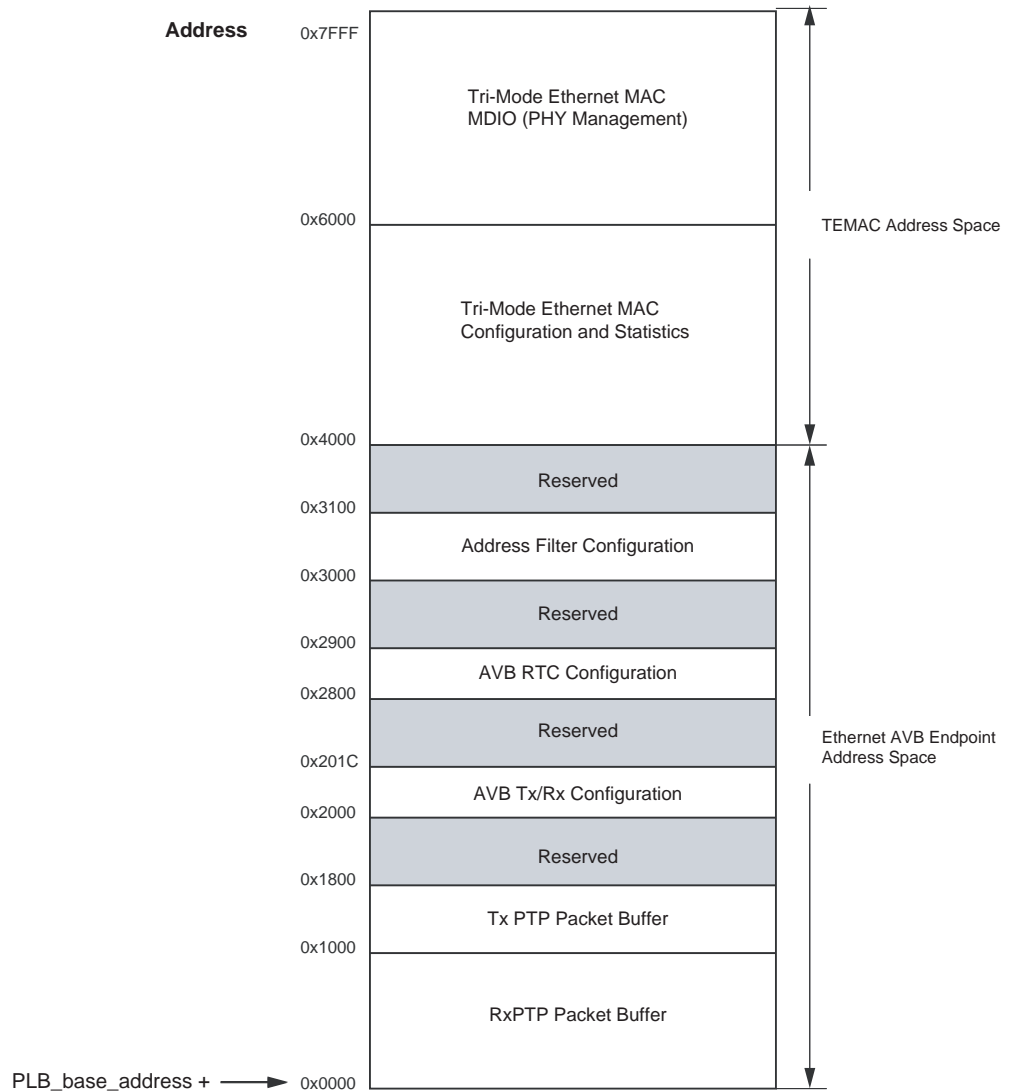 Address
0x7FFF
Tri-Mode Ethernet MAC
MDIO (PHY Management)
0x6000
TEMAC Address Space
Tri-Mode Ethernet MAC
Configuration and Statistics
0x4000
Reserved
0x3100
Address Filter Configuration
0x3000
Reserved
0x2900
AVB RTC Configuration
0x2800
Reserved
Ethernet AVB Endpoint
Address Space
0x201C
AVB Tx/Rx Configuration
0x2000
Reserved
0x1800
Tx PTP Packet Buffer
0x1000
RxPTP Packet Buffer
PLB_base_address +
0x0000